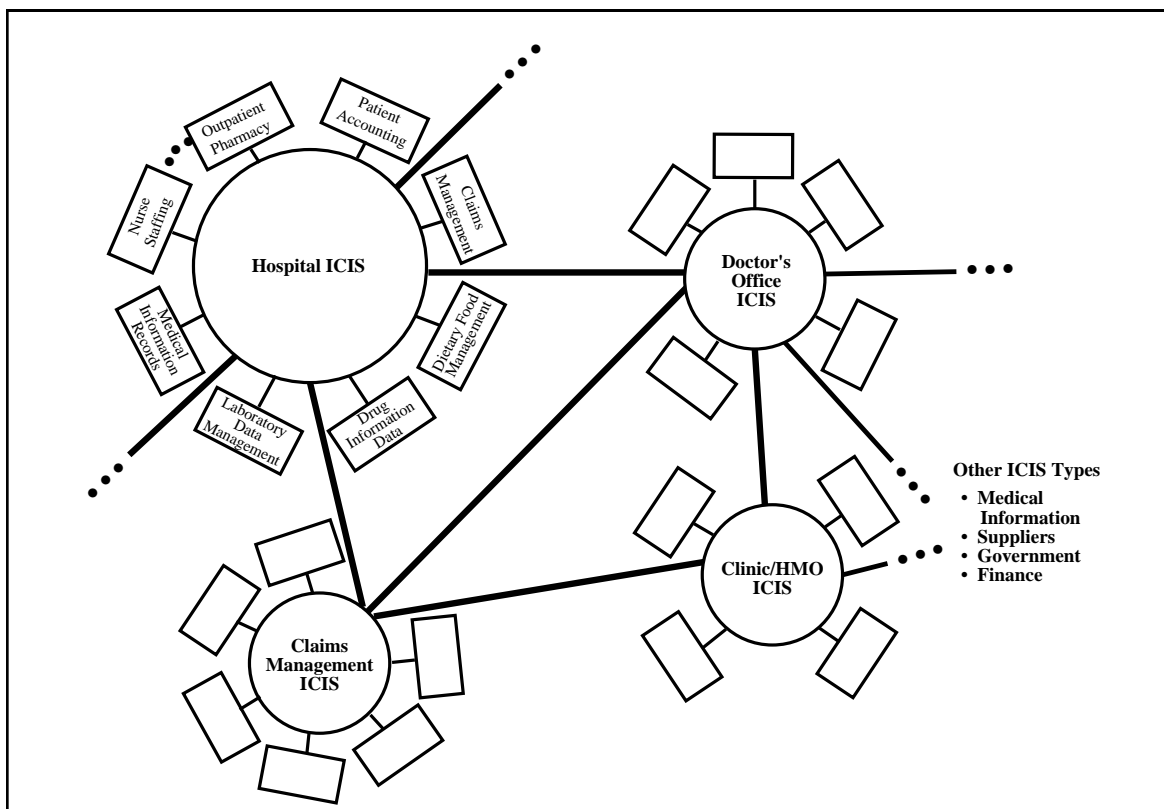 Outpatient
Pharmacy
Patient
Accounting
Nurse
Staffing
Claims
Management
Hospital ICIS
Medical
Information
Records
Dietary Food
Management
Laboratory
Data
Management
Drug
Information
Data
Doctor's
Office
ICIS
Other ICIS Types
• Medical
Information
• Suppliers
• Government
• Finance
Clinic/HMO
ICIS
Claims
Management
ICIS